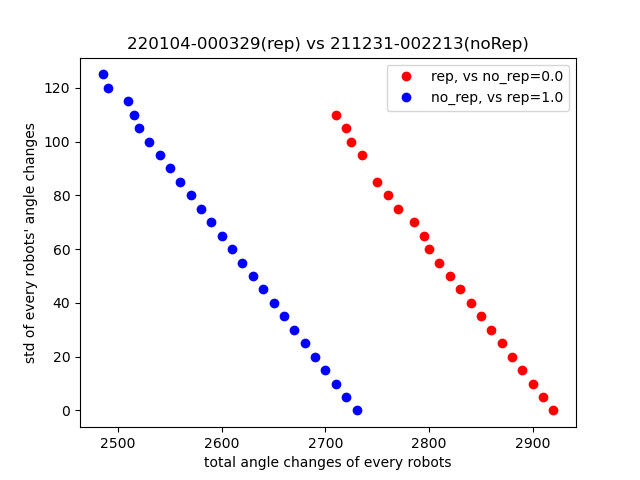 220104-000329(rep) vs 211231-002213(noRep)
rep, vs no_rep=0.0
no_rep, vs rep=1.0
120
100
80
60
40
20
0
std of every robots' angle changes
2500 2600 2700 2800 2900
total angle changes of every robots